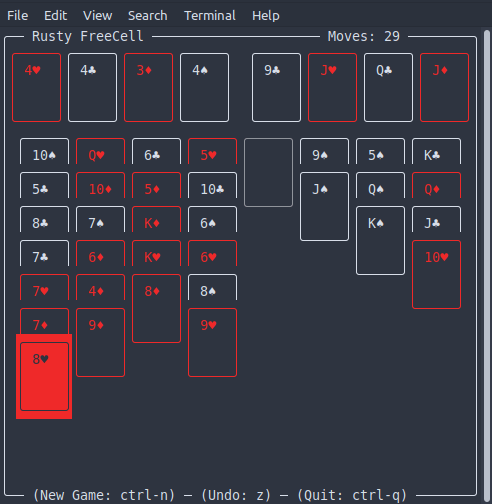 File Edit View Search Terminal Help
Rusty FreeCell Moves: 29
4♥ 4♣ 3♦ 4♠ 9♣ J♥ Q♣ J♦
10♠ Q♥ 6♣ 5♥ 9♠ 5♠ K♣
5♣ 10♦ 5♦ 10♣ J♠ Q♠ Q♦
8♣ 7♠ K♦ 6♠ K♠ J♣
7♣ 6♦ K♥ 6♥ 10♥
7♥ 4♦ 8♦ 8♠
7♦ 9♦ 9♥
8♥
(New Game: ctrl-n) — (Undo: z) — (Quit: ctrl-q)